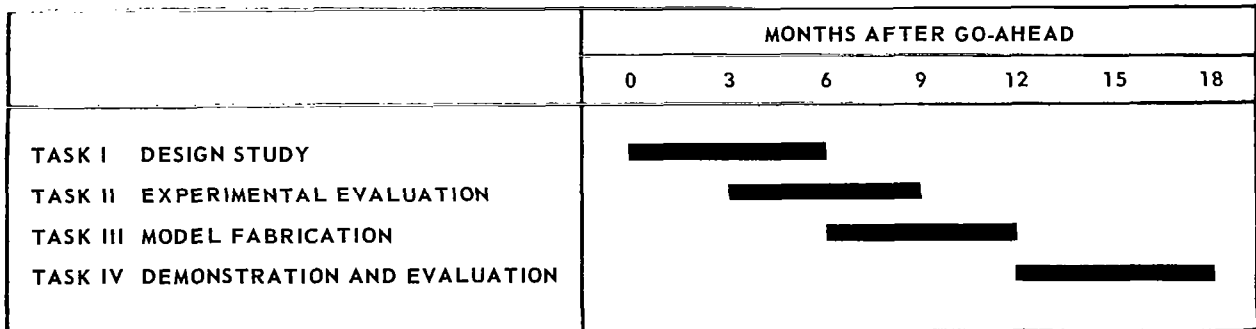 MONTHS AFTER GO-AHEAD
0 3 6 9 12 15 18
TASK I DESIGN STUDY
TASK II EXPERIMENTAL EVALUATION
TASK III MODEL FABRICATION
TASK IV DEMONSTRATION AND EVALUATION